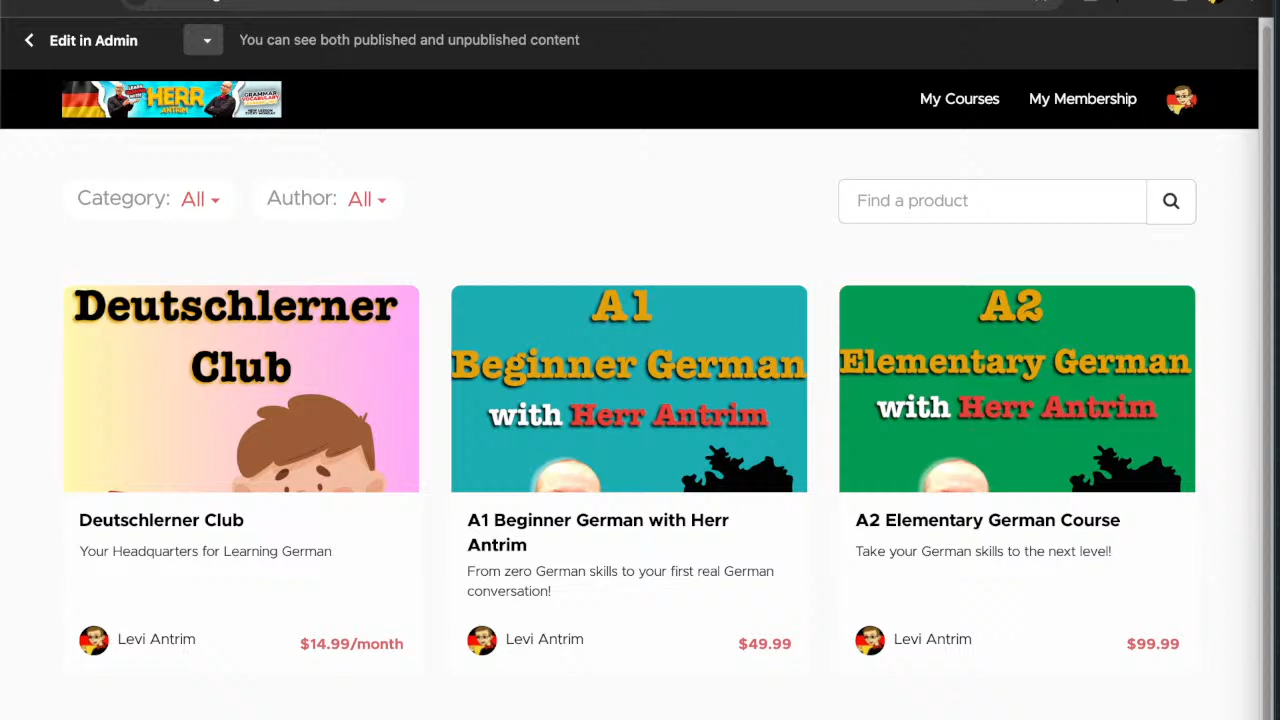 Edit in Admin
You can see both published and unpublished content
HERR
ANTRIM
GRAMMAR
VOCABULARY
My Courses
My Membership
Category: All
Author: All
Find a product
Deutschlerner
Club
A1
Beginner German
with Herr Antrim
A2
Elementary German
with Herr Antrim
Deutschlerner Club
Your Headquarters for Learning German
Levi Antrim
$14.99/month
A1 Beginner German with Herr
Antrim
From zero German skills to your first real German
conversation!
Levi Antrim
$49.99
A2 Elementary German Course
Take your German skills to the next level!
Levi Antrim
$99.99